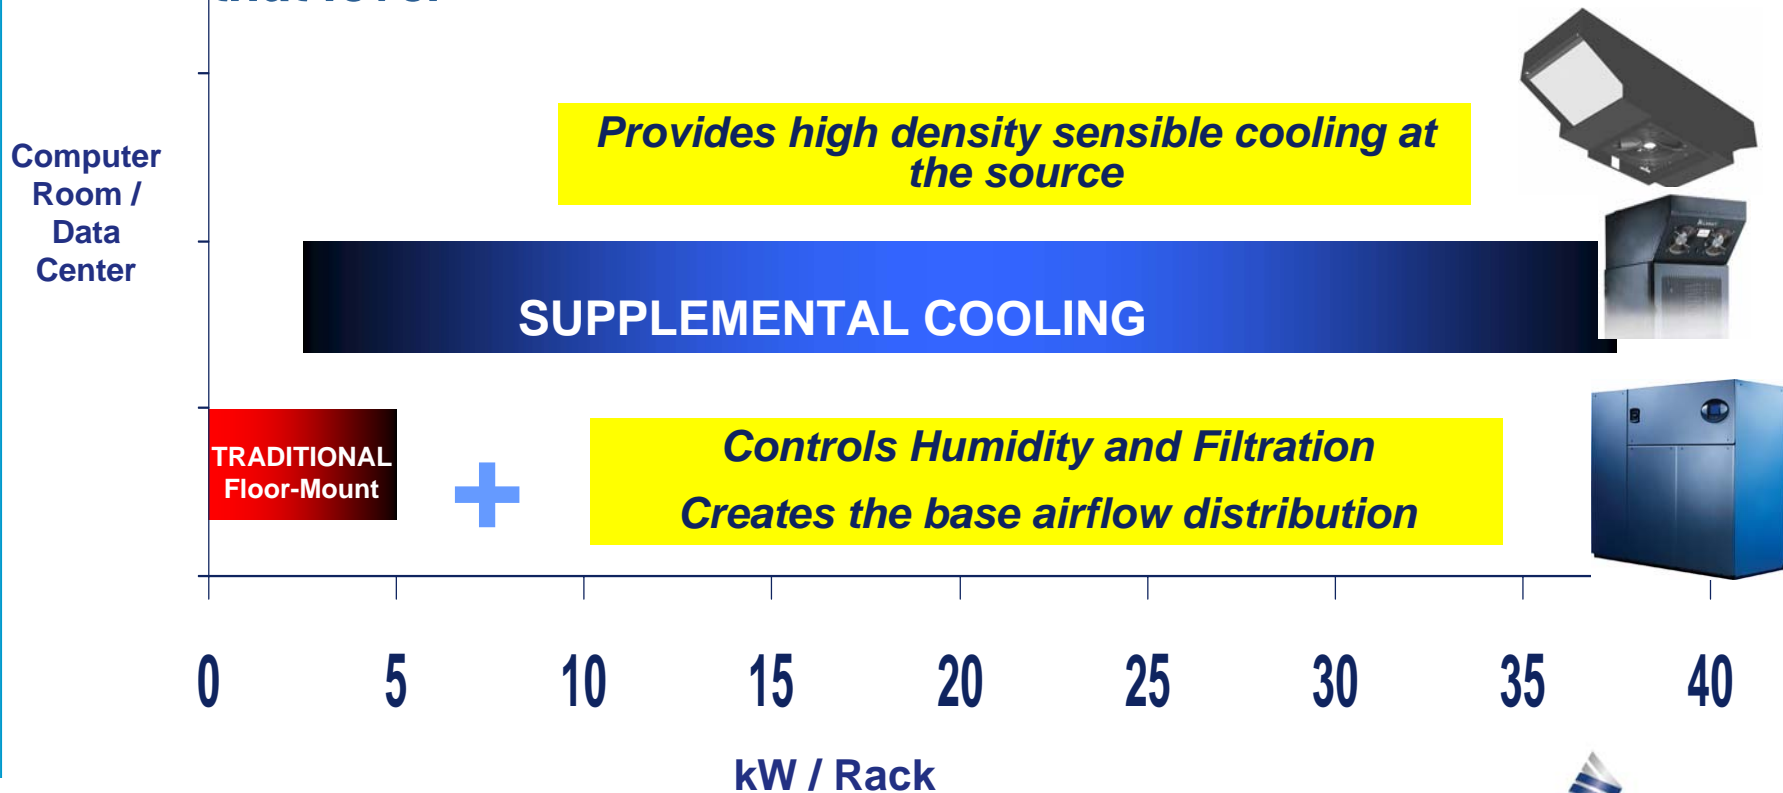 Computer
Room /
Data
Center
Provides high density sensible cooling at
the source
SUPPLEMENTAL COOLING
TRADITIONAL
Floor-Mount
+
Controls Humidity and Filtration
Creates the base airflow distribution
0 5 10 15 20 25 30 35 40
kW / Rack